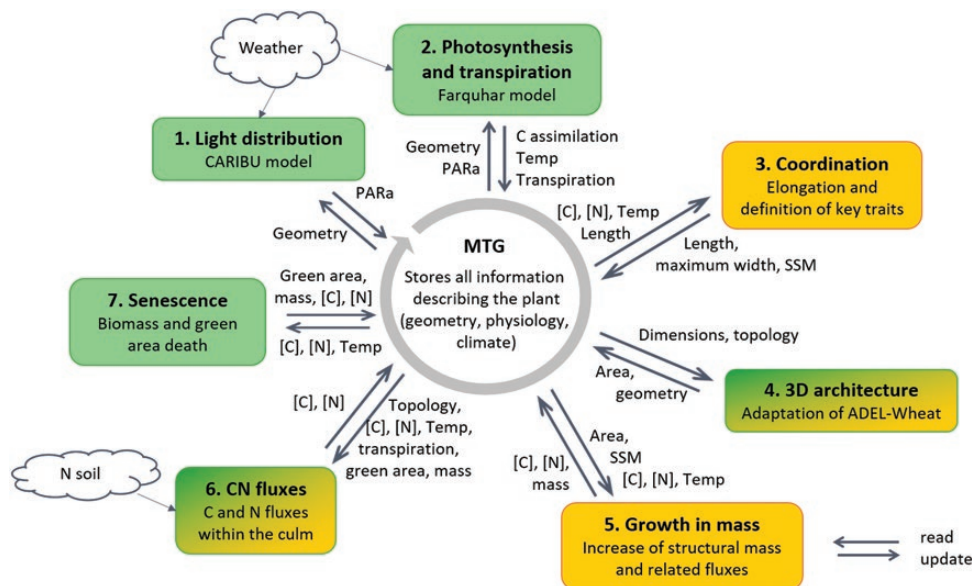 Weather
2. Photosynthesis
and transpiration
Farquhar model
1. Light distribution
CARIBU model
Geometry
PARa
C assimilation
Temp
Transpiration
3. Coordination
Elongation and
definition of key traits
PARa
Geometry
[C], [N], Temp
Length
Length,
maximum width, SSM
MTG
Stores all information
describing the plant
(geometry, physiology,
climate)
7. Senescence
Biomass and green
area death
Green area,
mass, [C], [N]
[C], [N], Temp
Dimensions, topology
Area,
geometry
4. 3D architecture
Adaptation of ADEL-Wheat
[C], [N]
Topology,
[C], [N], Temp,
transpiration,
green area, mass
[C], [N],
mass
Area,
SSM
[C], [N], Temp
N soil
6. CN fluxes
C and N fluxes
within the culm
5. Growth in mass
Increase of structural mass
and related fluxes
read
update